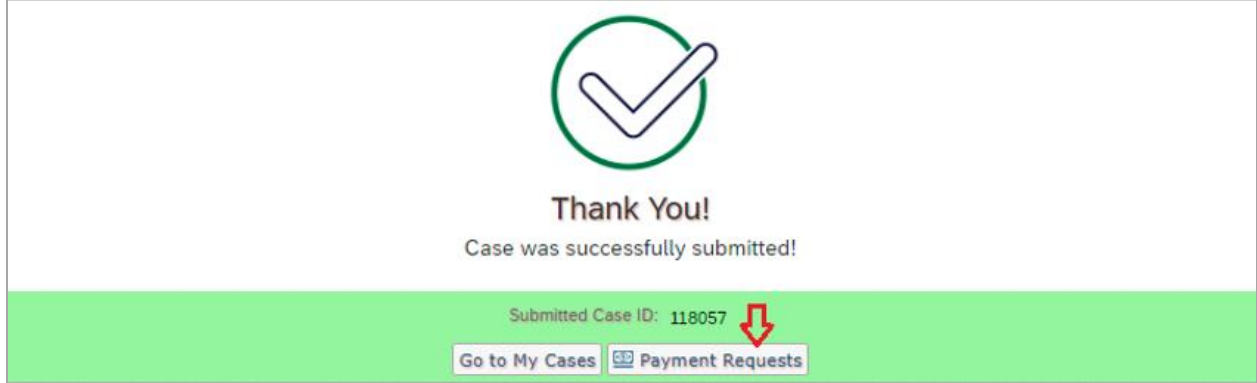 Thank You!
Case was successfully submitted!
Submitted Case ID: 118057
Go to My Cases Payment Requests